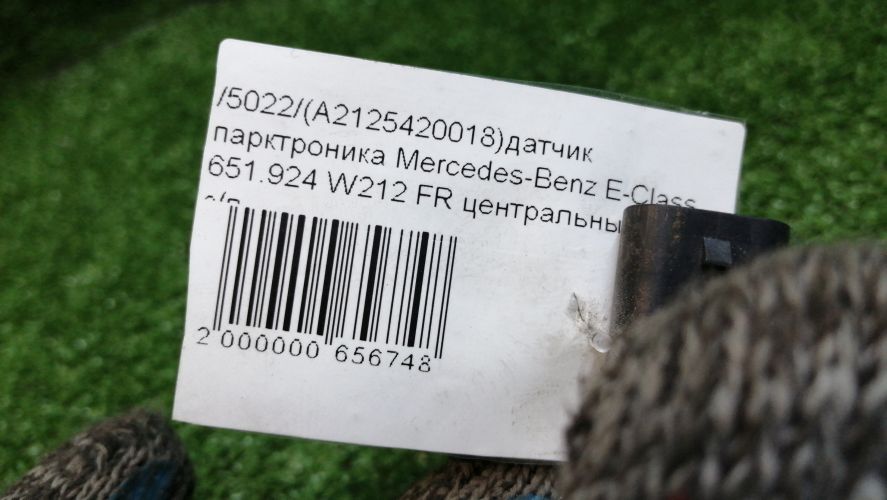 /5022/(A2125420018)датчик
парктроника Mercedes-Benz E-Class
651.924 W212 FR центральны
2 000000 656748